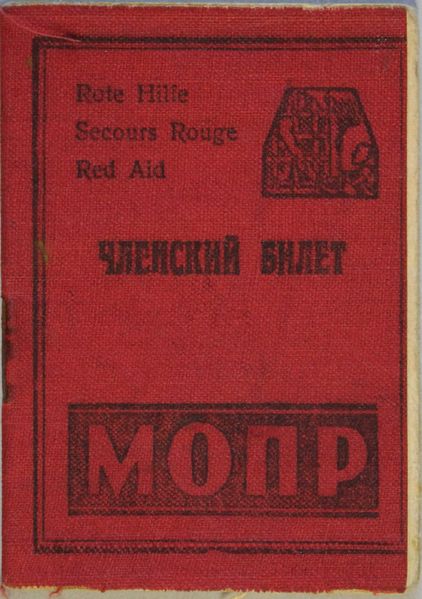 Rote Hilfe
Secours Rouge
Red Aid
ЧЛЕНСКИЙ БИЛЕТ
МОПР